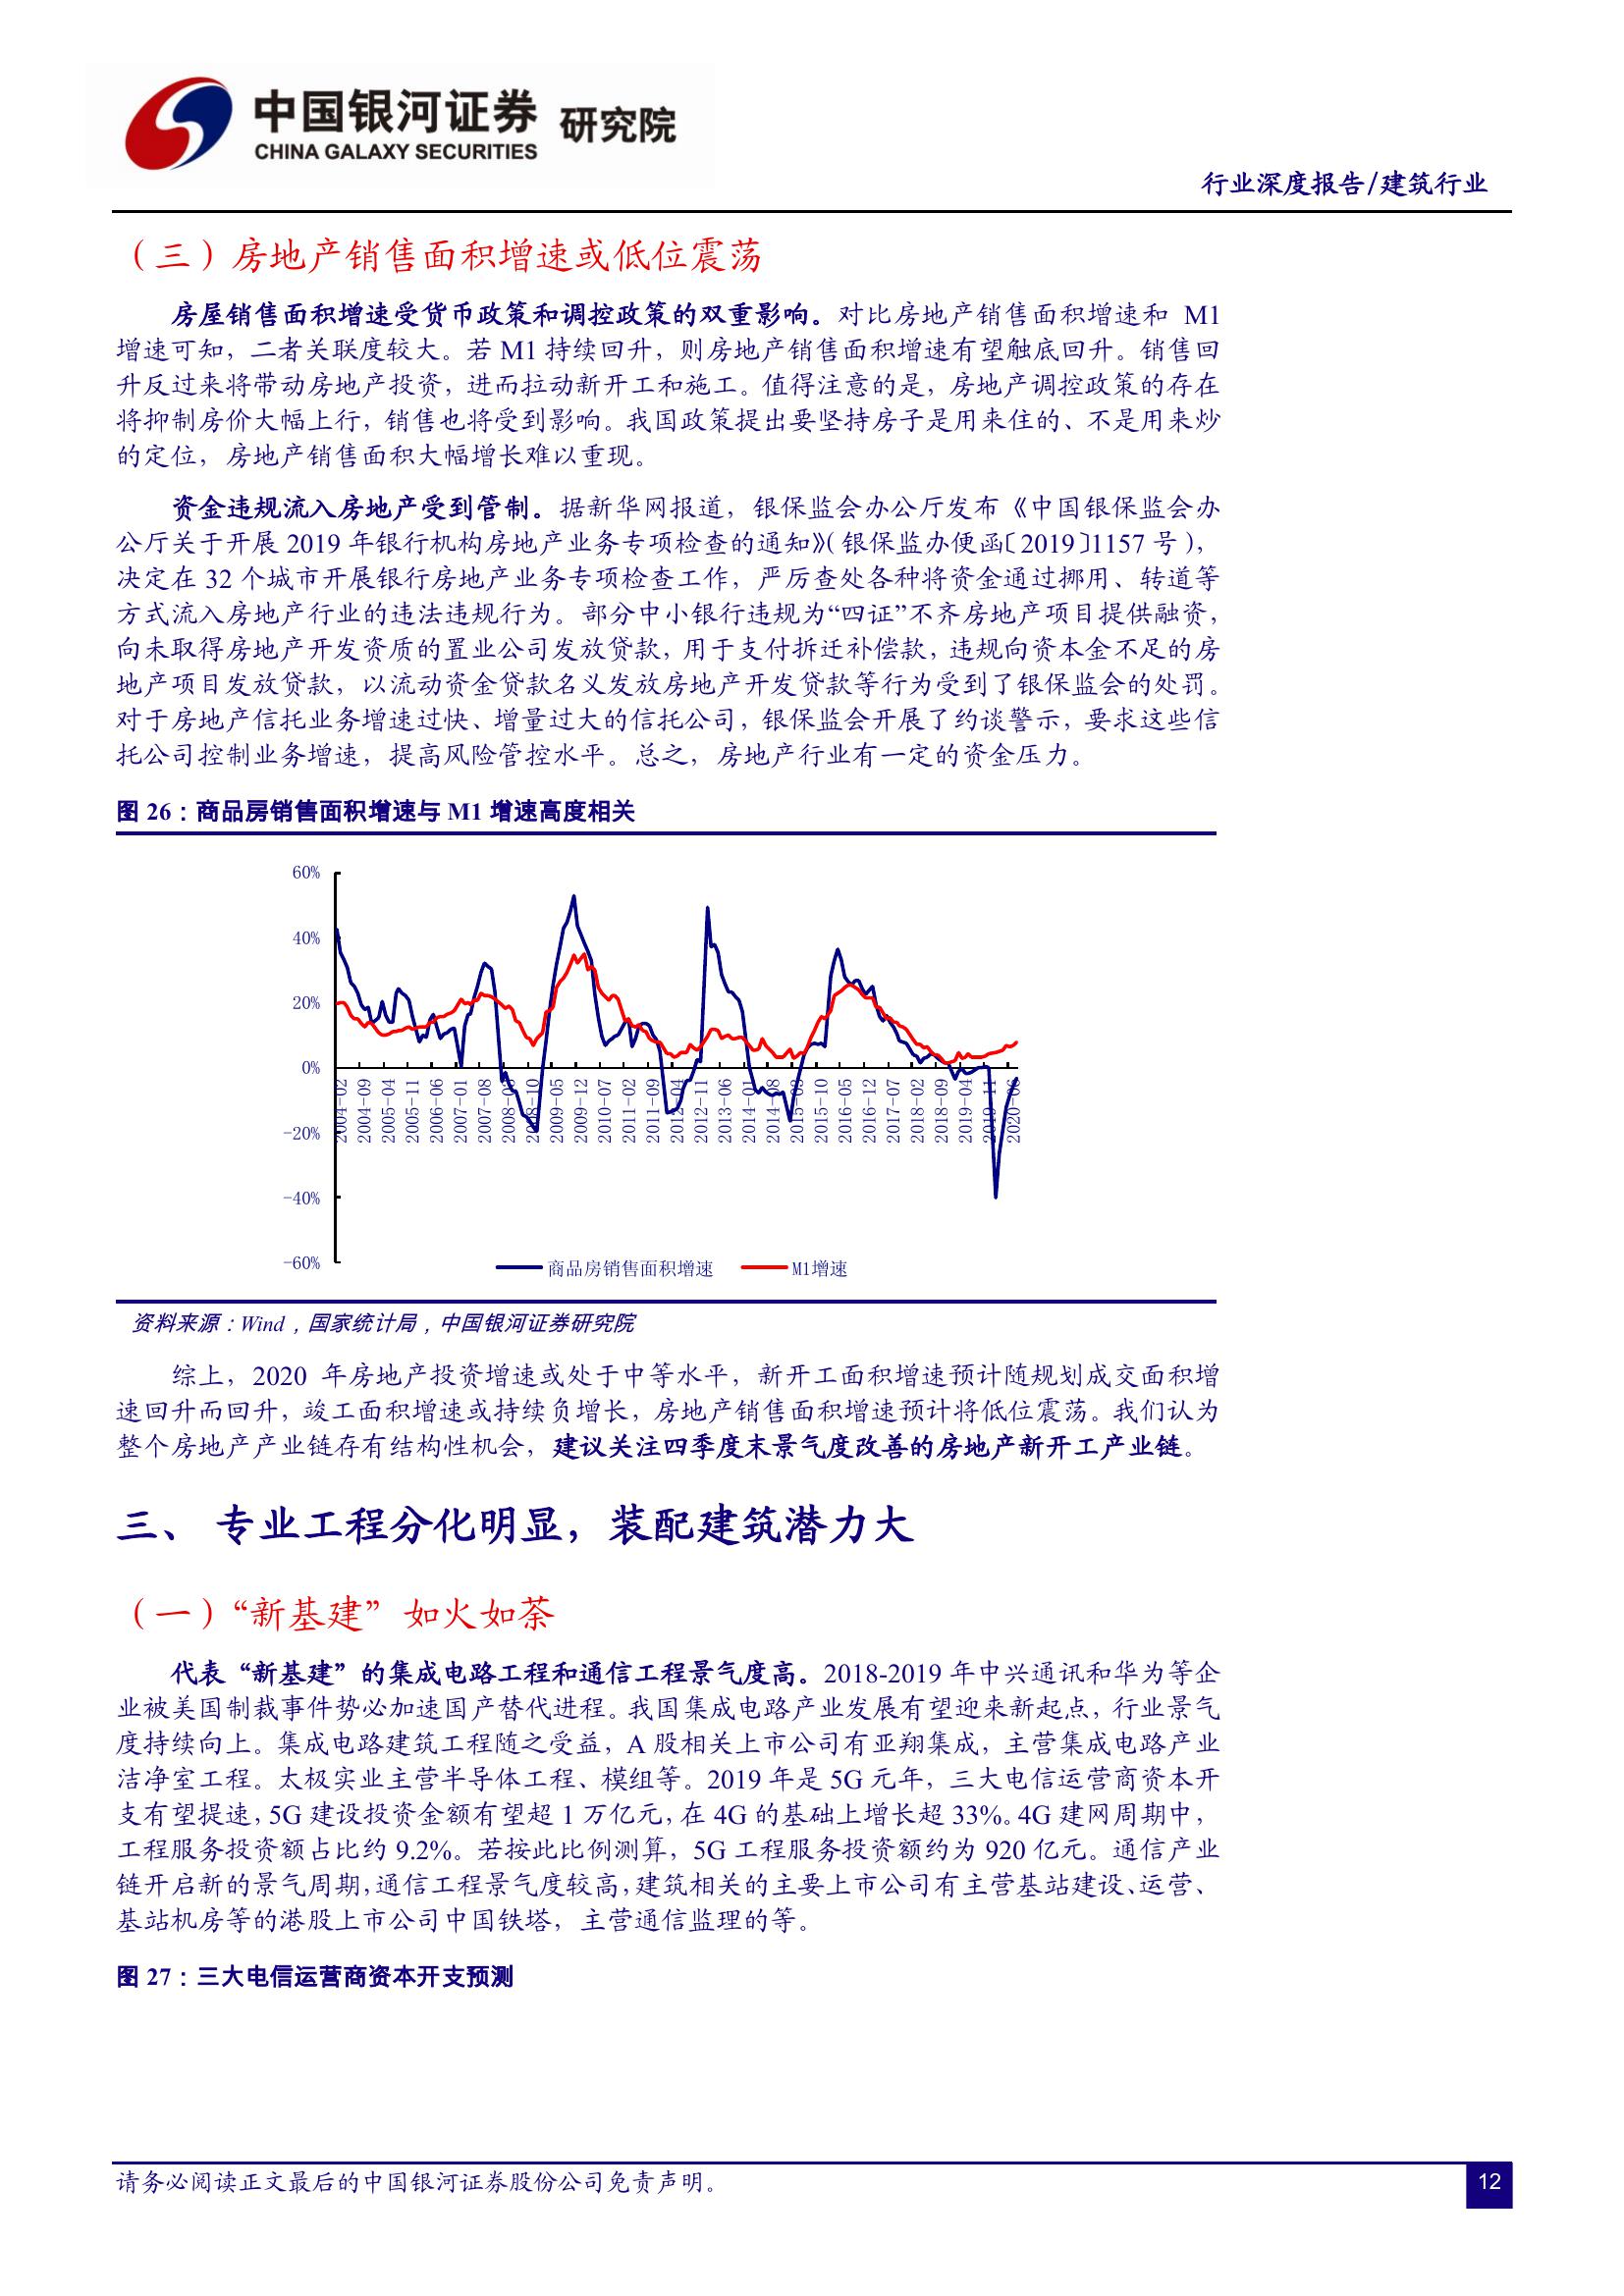 中国银河证券 研究院
CHINA GALAXY SECURITIES
行业深度报告/建筑行业
（三）房地产销售面积增速或低位震荡
房屋销售面积增速受货币政策和调控政策的双重影响。对比房地产销售面积增速和 M1
增速可知，二者关联度较大。若 M1 持续回升，则房地产销售面积增速有望触底回升。销售回
升反过来将带动房地产投资，进而拉动新开工和施工。值得注意的是，房地产调控政策的存在
将抑制房价大幅上行，销售也将受到影响。我国政策提出要坚持房子是用来住的、不是用来炒
的定位，房地产销售面积大幅增长难以重现。
资金违规流入房地产受到管制。据新华网报道，银保监会办公厅发布《中国银保监会办
公厅关于开展 2019 年银行机构房地产业务专项检查的通知》（银保监办便函〔2019〕1157 号），
决定在 32 个城市开展银行房地产业务专项检查工作，严厉查处各种将资金通过挪用、转道等
方式流入房地产行业的违法违规行为。部分中小银行违规为“四证”不齐房地产项目提供融资，
向未取得房地产开发资质的置业公司发放贷款，用于支付拆迁补偿款，违规向资本金不足的房
地产项目发放贷款，以流动资金贷款名义发放房地产开发贷款等行为受到了银保监会的处罚。
对于房地产信托业务增速过快、增量过大的信托公司，银保监会开展了约谈警示，要求这些信
托公司控制业务增速，提高风险管控水平。总之，房地产行业有一定的资金压力。
图 26：商品房销售面积增速与 M1 增速高度相关
60%
40%
20%
0%
-20%
-40%
-60%
2004-02
2004-09
2005-04
2005-11
2006-06
2007-01
2007-08
2008-03
2008-10
2009-05
2009-12
2010-07
2011-02
2011-09
2012-04
2012-11
2013-06
2014-01
2014-08
2015-03
2015-10
2016-05
2016-12
2017-07
2018-02
2018-09
2019-04
2019-11
2020-06
商品房销售面积增速 M1增速
资料来源：Wind，国家统计局，中国银河证券研究院
综上，2020 年房地产投资增速或处于中等水平，新开工面积增速预计随规划成交面积增
速回升而回升，竣工面积增速或持续负增长，房地产销售面积增速预计将低位震荡。我们认为
整个房地产产业链存有结构性机会，建议关注四季度末景气度改善的房地产新开工产业链。
三、 专业工程分化明显，装配建筑潜力大
（一）“新基建”如火如荼
代表“新基建”的集成电路工程和通信工程景气度高。2018-2019 年中兴通讯和华为等企
业被美国制裁事件势必加速国产替代进程。我国集成电路产业发展有望迎来新起点，行业景气
度持续向上。集成电路建筑工程随之受益，A 股相关上市公司有亚翔集成，主营集成电路产业
洁净室工程。太极实业主营半导体工程、模组等。2019 年是 5G 元年，三大电信运营商资本开
支有望提速，5G 建设投资金额有望超 1 万亿元，在 4G 的基础上增长超 33%。4G 建网周期中，
工程服务投资额占比约 9.2%。若按此比例测算，5G 工程服务投资额约为 920 亿元。通信产业
链开启新的景气周期，通信工程景气度较高，建筑相关的主要上市公司有主营基站建设、运营、
基站机房等的港股上市公司中国铁塔，主营通信监理的等。
图 27：三大电信运营商资本开支预测
请务必阅读正文最后的中国银河证券股份公司免责声明。
12